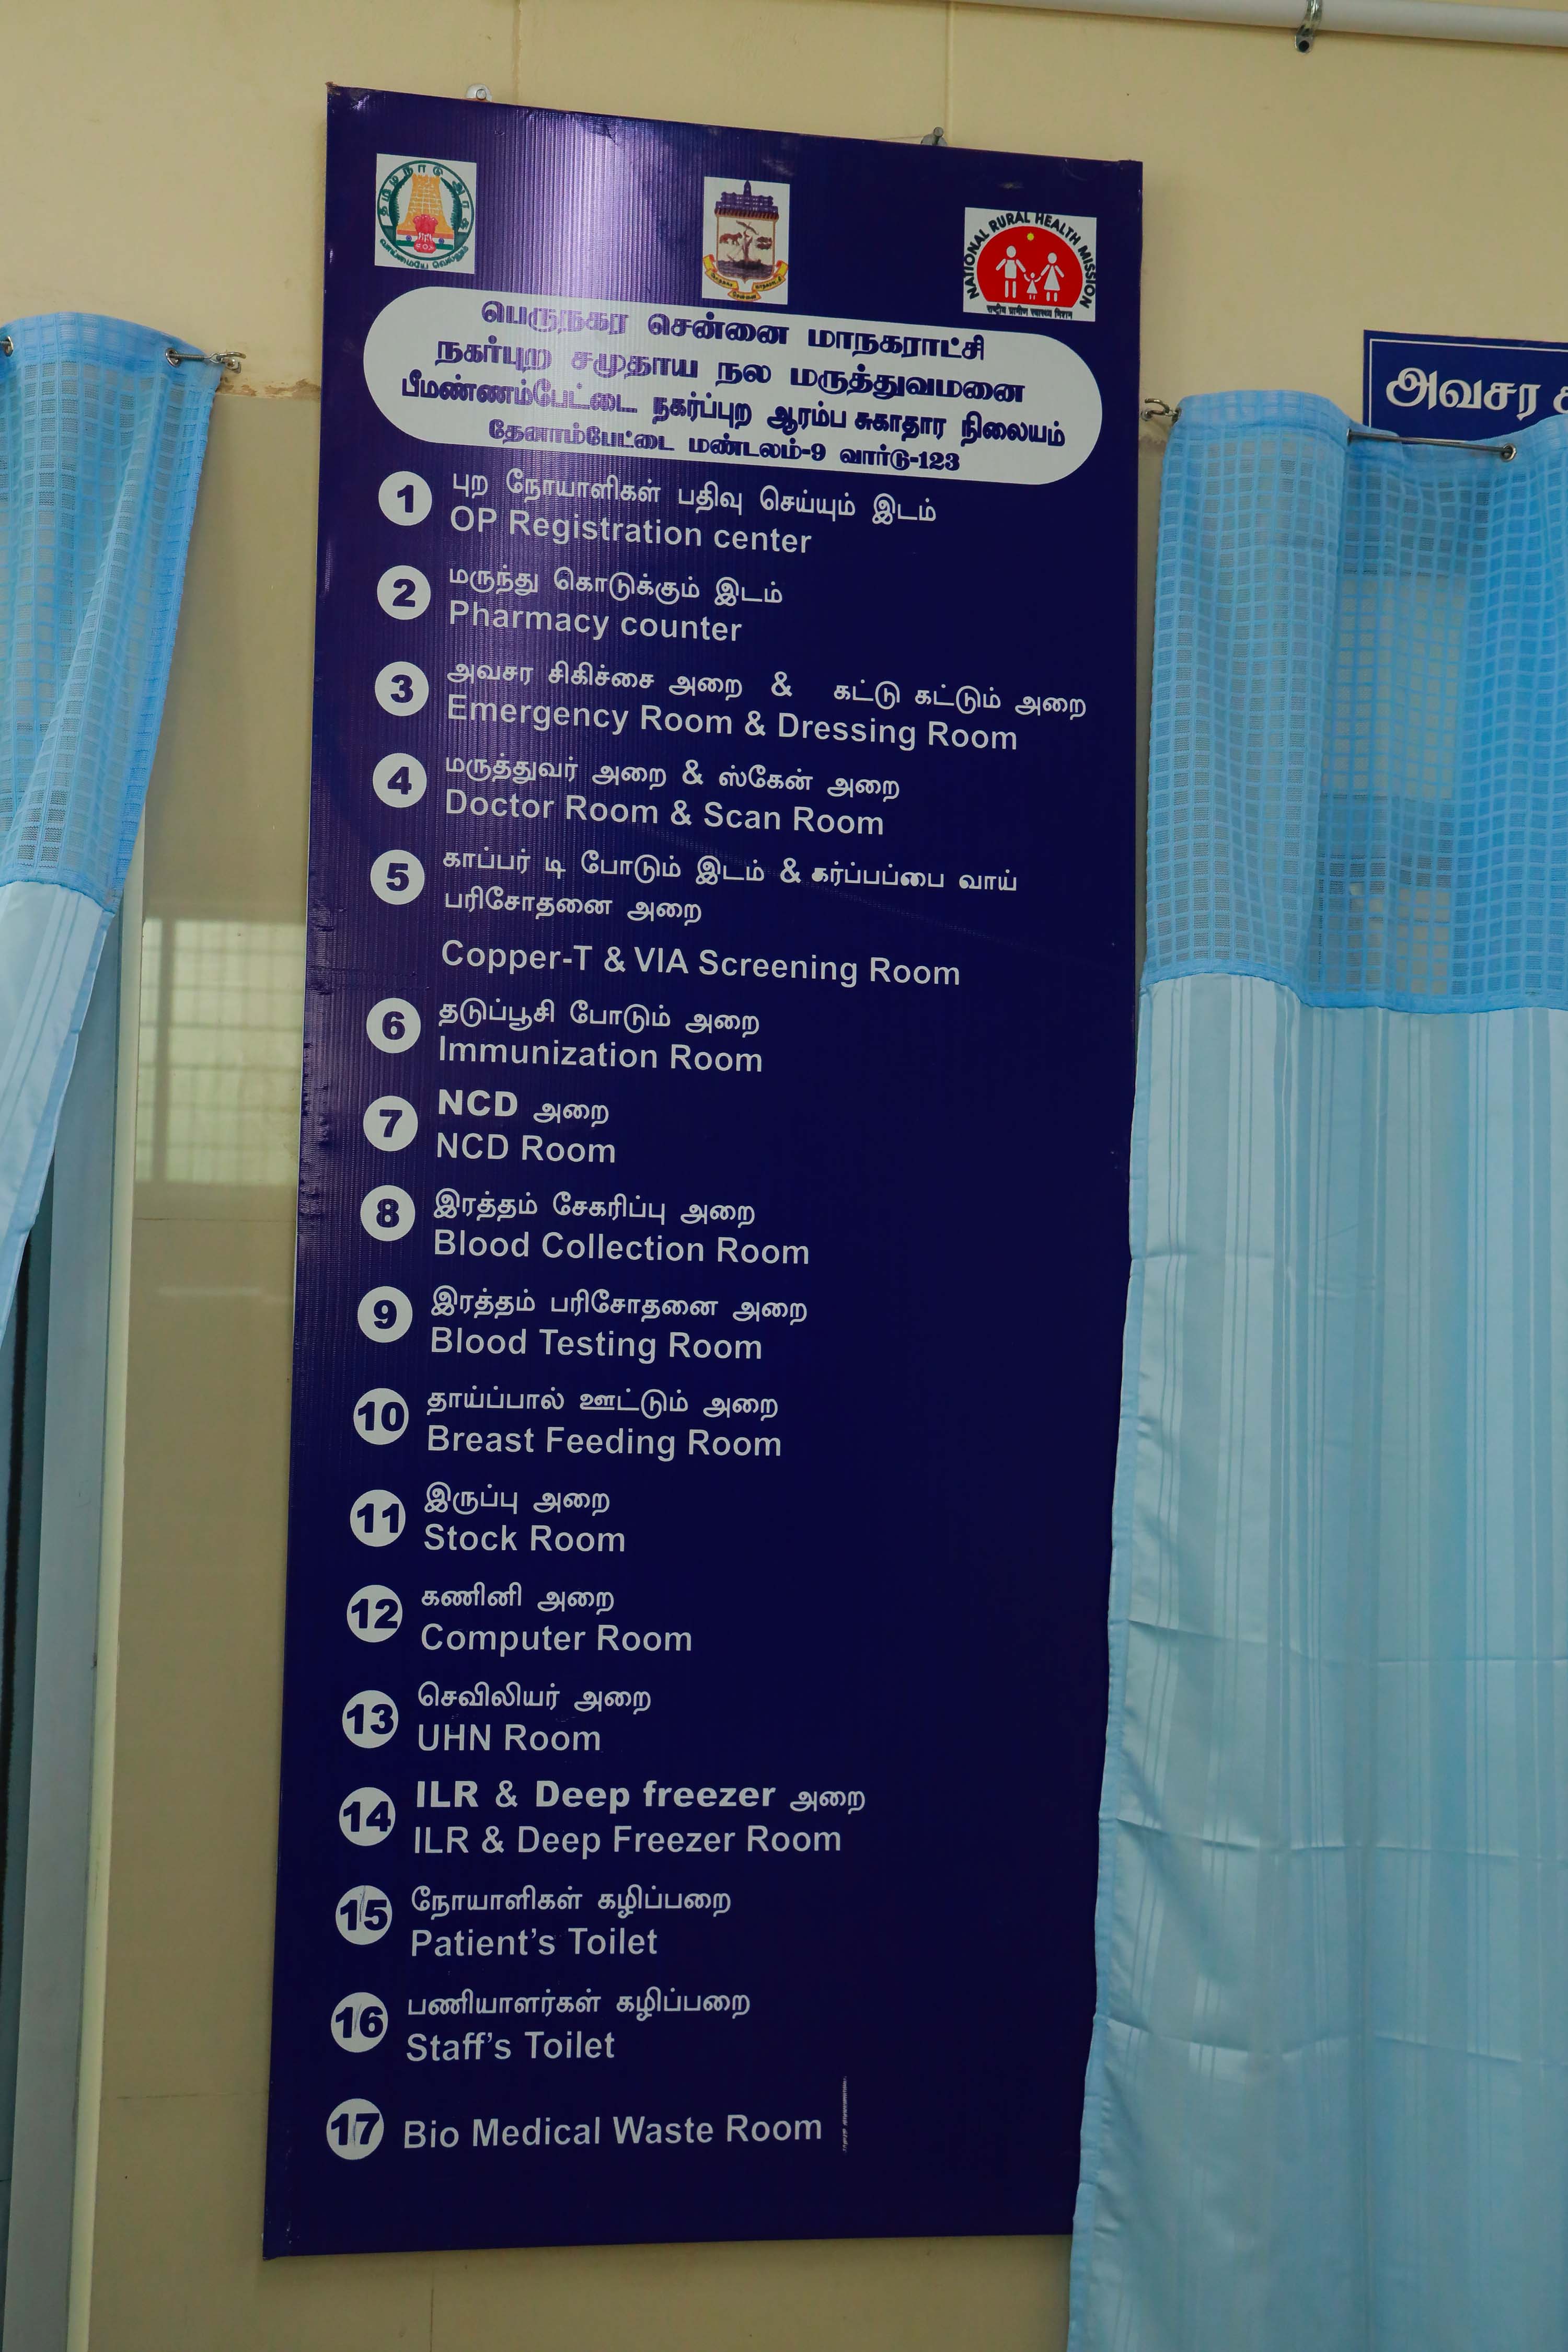 தமிழ் நாடு அரசு
வாய்மையே வெல்லும்
NATIONAL RURAL HEALTH MISSION
राष्ट्रीय ग्रामीण स्वास्थ्य मिशन
பெருநகர சென்னை மாநகராட்சி
நகர்புற சமுதாய நல மருத்துவமனை
பீமண்ணம்பேட்டை நகர்ப்புற ஆரம்ப சுகாதார நிலையம்
தேனாம்பேட்டை மண்டலம்-9 வார்டு-123
1 புற நோயாளிகள் பதிவு செய்யும் இடம்
OP Registration center
2 மருந்து கொடுக்கும் இடம்
Pharmacy counter
3 அவசர சிகிச்சை அறை & கட்டு கட்டும் அறை
Emergency Room & Dressing Room
4 மருத்துவர் அறை & ஸ்கேன் அறை
Doctor Room & Scan Room
5 காப்பர் டி போடும் இடம் & கர்ப்பப்பை வாய்
பரிசோதனை அறை
Copper-T & VIA Screening Room
6 தடுப்பூசி போடும் அறை
Immunization Room
7 NCD அறை
NCD Room
8 இரத்தம் சேகரிப்பு அறை
Blood Collection Room
9 இரத்தம் பரிசோதனை அறை
Blood Testing Room
10 தாய்ப்பால் ஊட்டும் அறை
Breast Feeding Room
11 இருப்பு அறை
Stock Room
12 கணினி அறை
Computer Room
13 செவிலியர் அறை
UHN Room
14 ILR & Deep freezer அறை
ILR & Deep Freezer Room
15 நோயாளிகள் கழிப்பறை
Patient's Toilet
16 பணியாளர்கள் கழிப்பறை
Staff's Toilet
17 Bio Medical Waste Room
அவசர